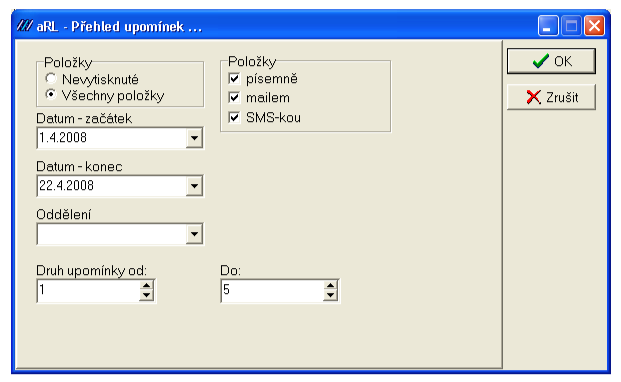 aRL - Přehled upomínek ...
Položky
Nevytisknuté
Všechny položky
Položky
písemně
mailem
SMS-kou
OK
Zrušit
Datum - začátek
1.4.2008
Datum - konec
22.4.2008
Oddělení
Druh upomínky od:
1
Do:
5